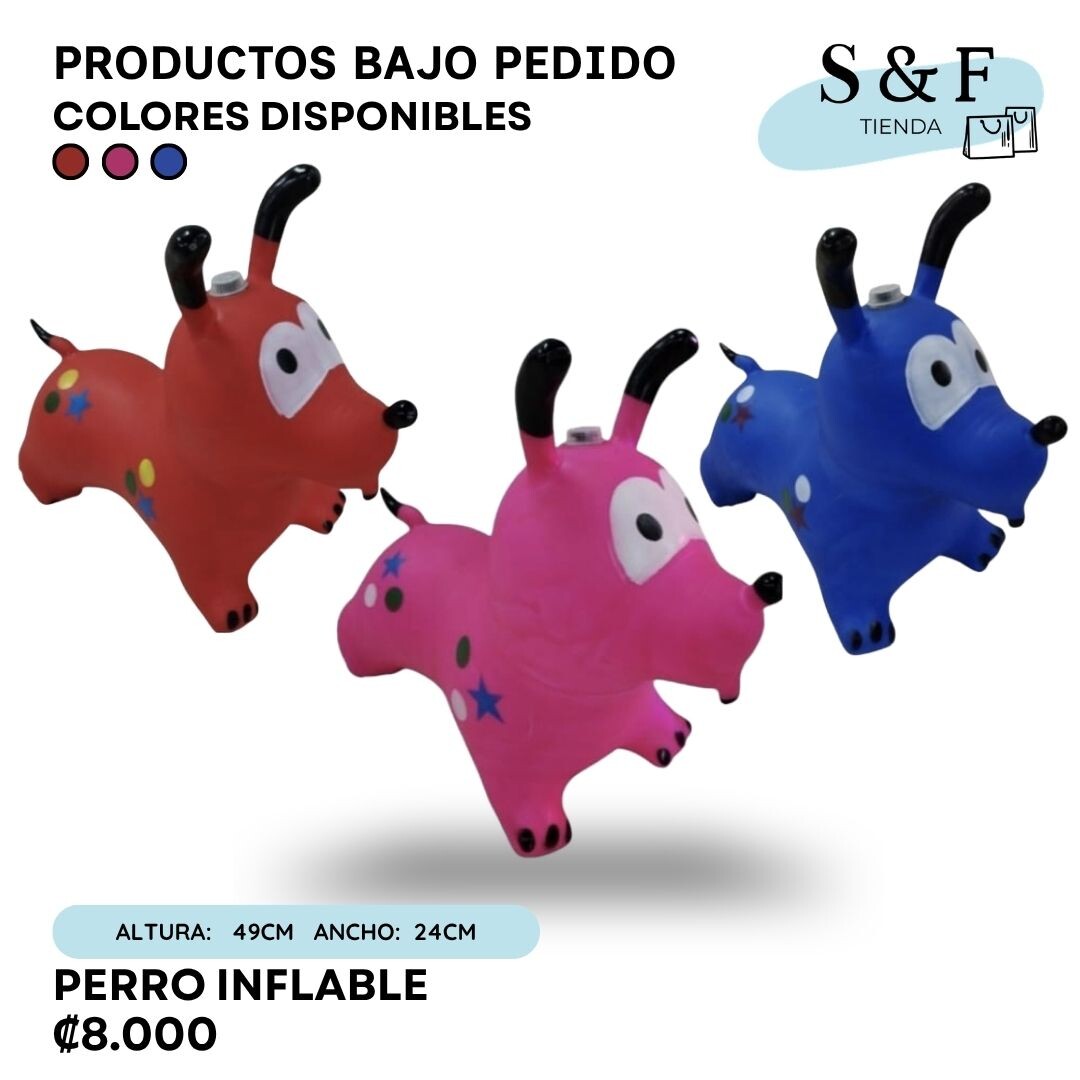 PRODUCTOS BAJO PEDIDO
COLORES DISPONIBLES
S & F
TIENDA
ALTURA: 49CM ANCHO: 24CM
PERRO INFLABLE
₡8.000